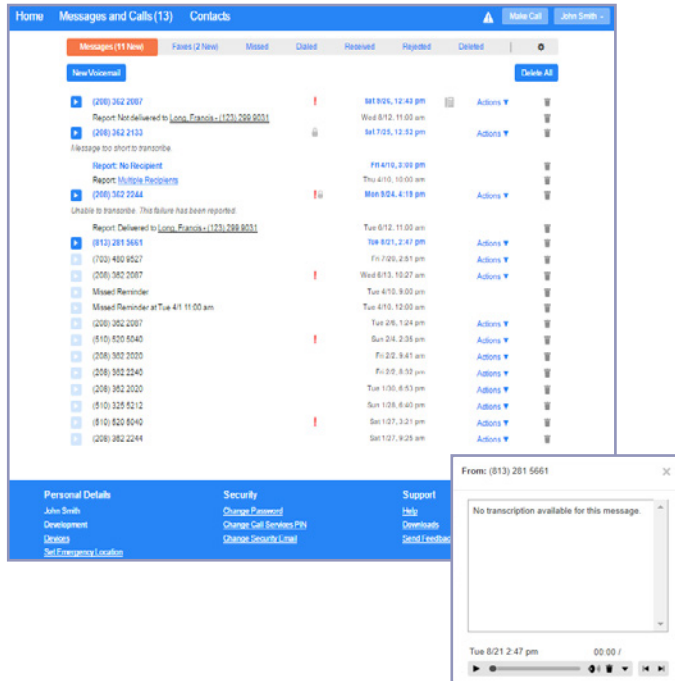 Home Messages and Calls (13) Contacts Make Call John Smith
Messages (11 New) Faxes (2 New) Missed Dialed Received Rejected Deleted
New Voicemail Delete All
(208) 362 2087 ! Sat 9/26, 12:43 pm Actions ▼
Report: Not delivered to Long, Francis - (123) 299 9031 Wed 8/12, 11:00 am
(208) 362 2133 Sat 7/25, 12:52 pm Actions ▼
Message too short to transcribe.
Report: No Recipient Fri 4/10, 3:00 pm
Report: Multiple Recipients Thu 4/10, 10:00 am
(208) 362 2244 ! Mon 9/24, 4:19 pm Actions ▼
Unable to transcribe. This failure has been reported.
Report: Delivered to Long, Francis - (123) 299 9031 Tue 6/12, 11:00 am
(813) 281 5661 Tue 8/21, 2:47 pm Actions ▼
(703) 480 9527 Fri 7/20, 2:51 pm Actions ▼
(208) 362 2087 ! Wed 6/13, 10:27 am Actions ▼
Missed Reminder Tue 4/10, 9:00 am
Missed Reminder at Tue 4/1 11:00 am Tue 4/10, 12:00 am
(208) 362 2087 Tue 2/6, 1:24 pm Actions ▼
(510) 520 5040 ! Sun 2/4, 2:35 pm Actions ▼
(208) 362 2020 Fri 2/2, 9:41 am Actions ▼
(208) 362 2240 Fri 2/2, 8:32 pm Actions ▼
(208) 362 2020 Tue 1/30, 6:53 pm Actions ▼
(510) 325 5212 Sun 1/28, 6:40 pm Actions ▼
(510) 520 5040 ! Sat 1/27, 3:21 pm Actions ▼
(208) 362 2244 Sat 1/27, 9:25 am Actions ▼
Personal Details Security Support
John Smith Change Password Help
Development Change Call Services PIN Downloads
Devices Change Security Email Send Feedback
Set Emergency Location
From: (813) 281 5661
No transcription available for this message.
Tue 8/21 2:47 pm 00:00 /